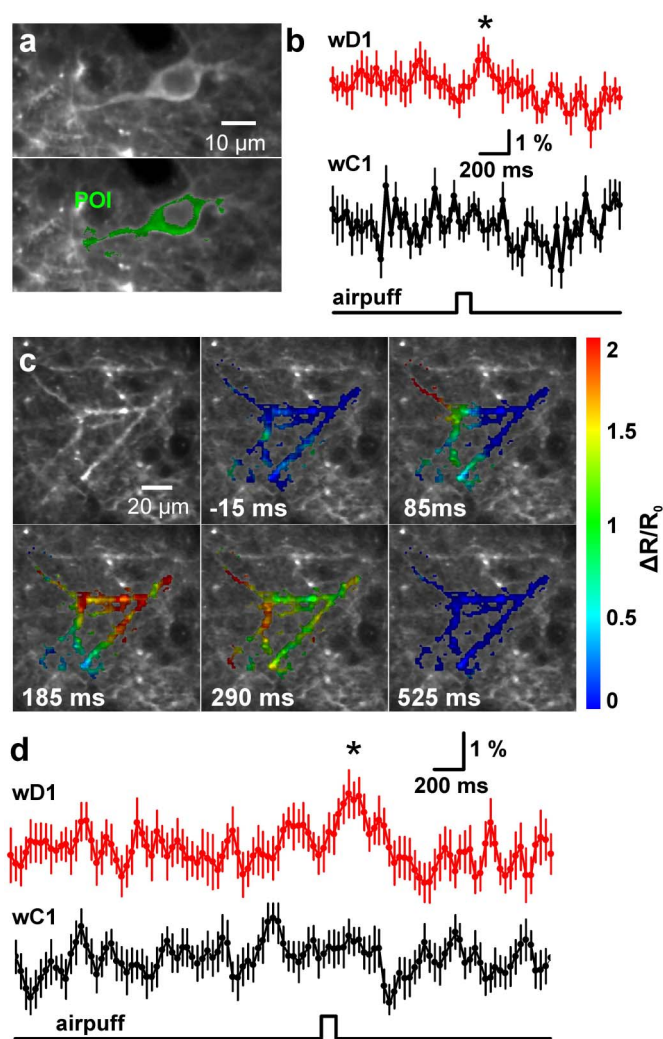 a
10 µm
POI
b
wD1
*
1 %
200 ms
wC1
airpuff
c
20 µm
-15 ms
85ms
185 ms
290 ms
525 ms
2
1.5
1
0.5
0
ΔR/R₀
d
wD1
*
1 %
200 ms
wC1
airpuff